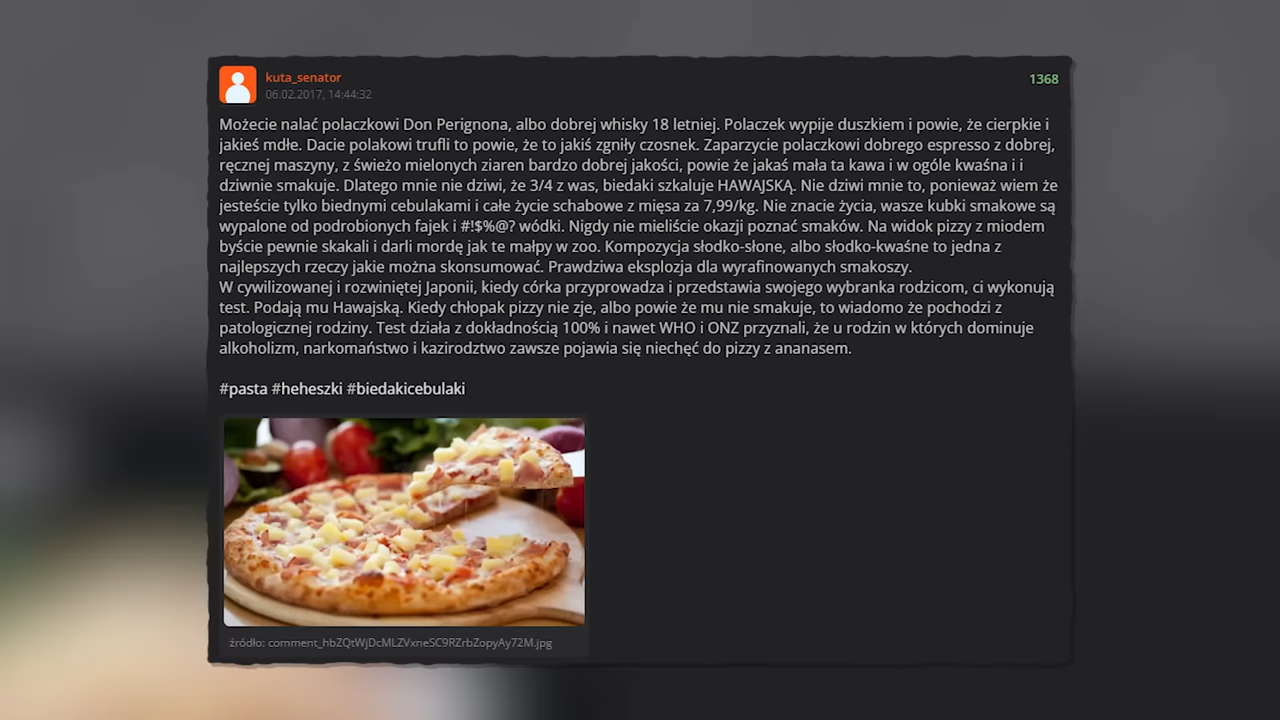 kuta_senator
1368
06.02.2017, 14:44:32
Możecie nalać polaczkowi Don Perignona, albo dobrej whisky 18 letniej. Polaczek wypije duszkiem i powie, że cierpkie i
jakieś mdłe. Dacie polakowi trufli to powie, że to jakiś zgniły czosnek. Zaparzycie polaczkowi dobrego espresso z dobrej,
ręcznej maszyny, z świeżo mielonych ziaren bardzo dobrej jakości, powie że jakaś mała ta kawa i w ogóle kwaśna i i
dziwnie smakuje. Dlatego mnie nie dziwi, że 3/4 z was, biedaki szkaluje HAWAJSKĄ. Nie dziwi mnie to, ponieważ wiem że
jesteście tylko biednymi cebulakami i całe życie schabowe z mięsa za 7,99/kg. Nie znacie życia, wasze kubki smakowe są
wypalone od podrobionych fajek i #!$%@? wódki. Nigdy nie mieliście okazji poznać smaków. Na widok pizzy z miodem
byście pewnie skakali i darli mordę jak te małpy w zoo. Kompozycja słodko-słone, albo słodko-kwaśne to jedna z
najlepszych rzeczy jakie można skonsumować. Prawdziwa eksplozja dla wyrafinowanych smakoszy.
W cywilizowanej i rozwiniętej Japonii, kiedy córka przyprowadza i przedstawia swojego wybranka rodzicom, ci wykonują
test. Podają mu Hawajską. Kiedy chłopak pizzy nie zje, albo powie że mu nie smakuje, to wiadomo że pochodzi z
patologicznej rodziny. Test działa z dokładnością 100% i nawet WHO i ONZ przyznali, że u rodzin w których dominuje
alkoholizm, narkomaństwo i kazirodztwo zawsze pojawia się niechęć do pizzy z ananasem.
#pasta #heheszki #biedakicebulaki
źródło: comment_hbZQtWjDcMLZVxneSC9RZrbZopyAy72M.jpg